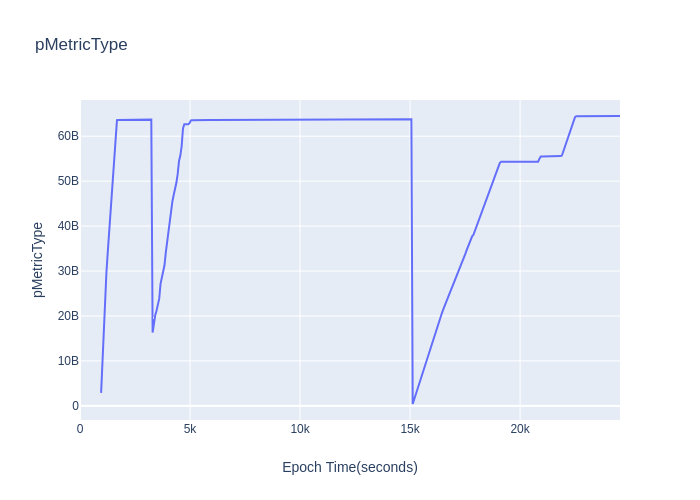 pMetricType
pMetricType
60B
50B
40B
30B
20B
10B
0
0 5k 10k 15k 20k
Epoch Time(seconds)